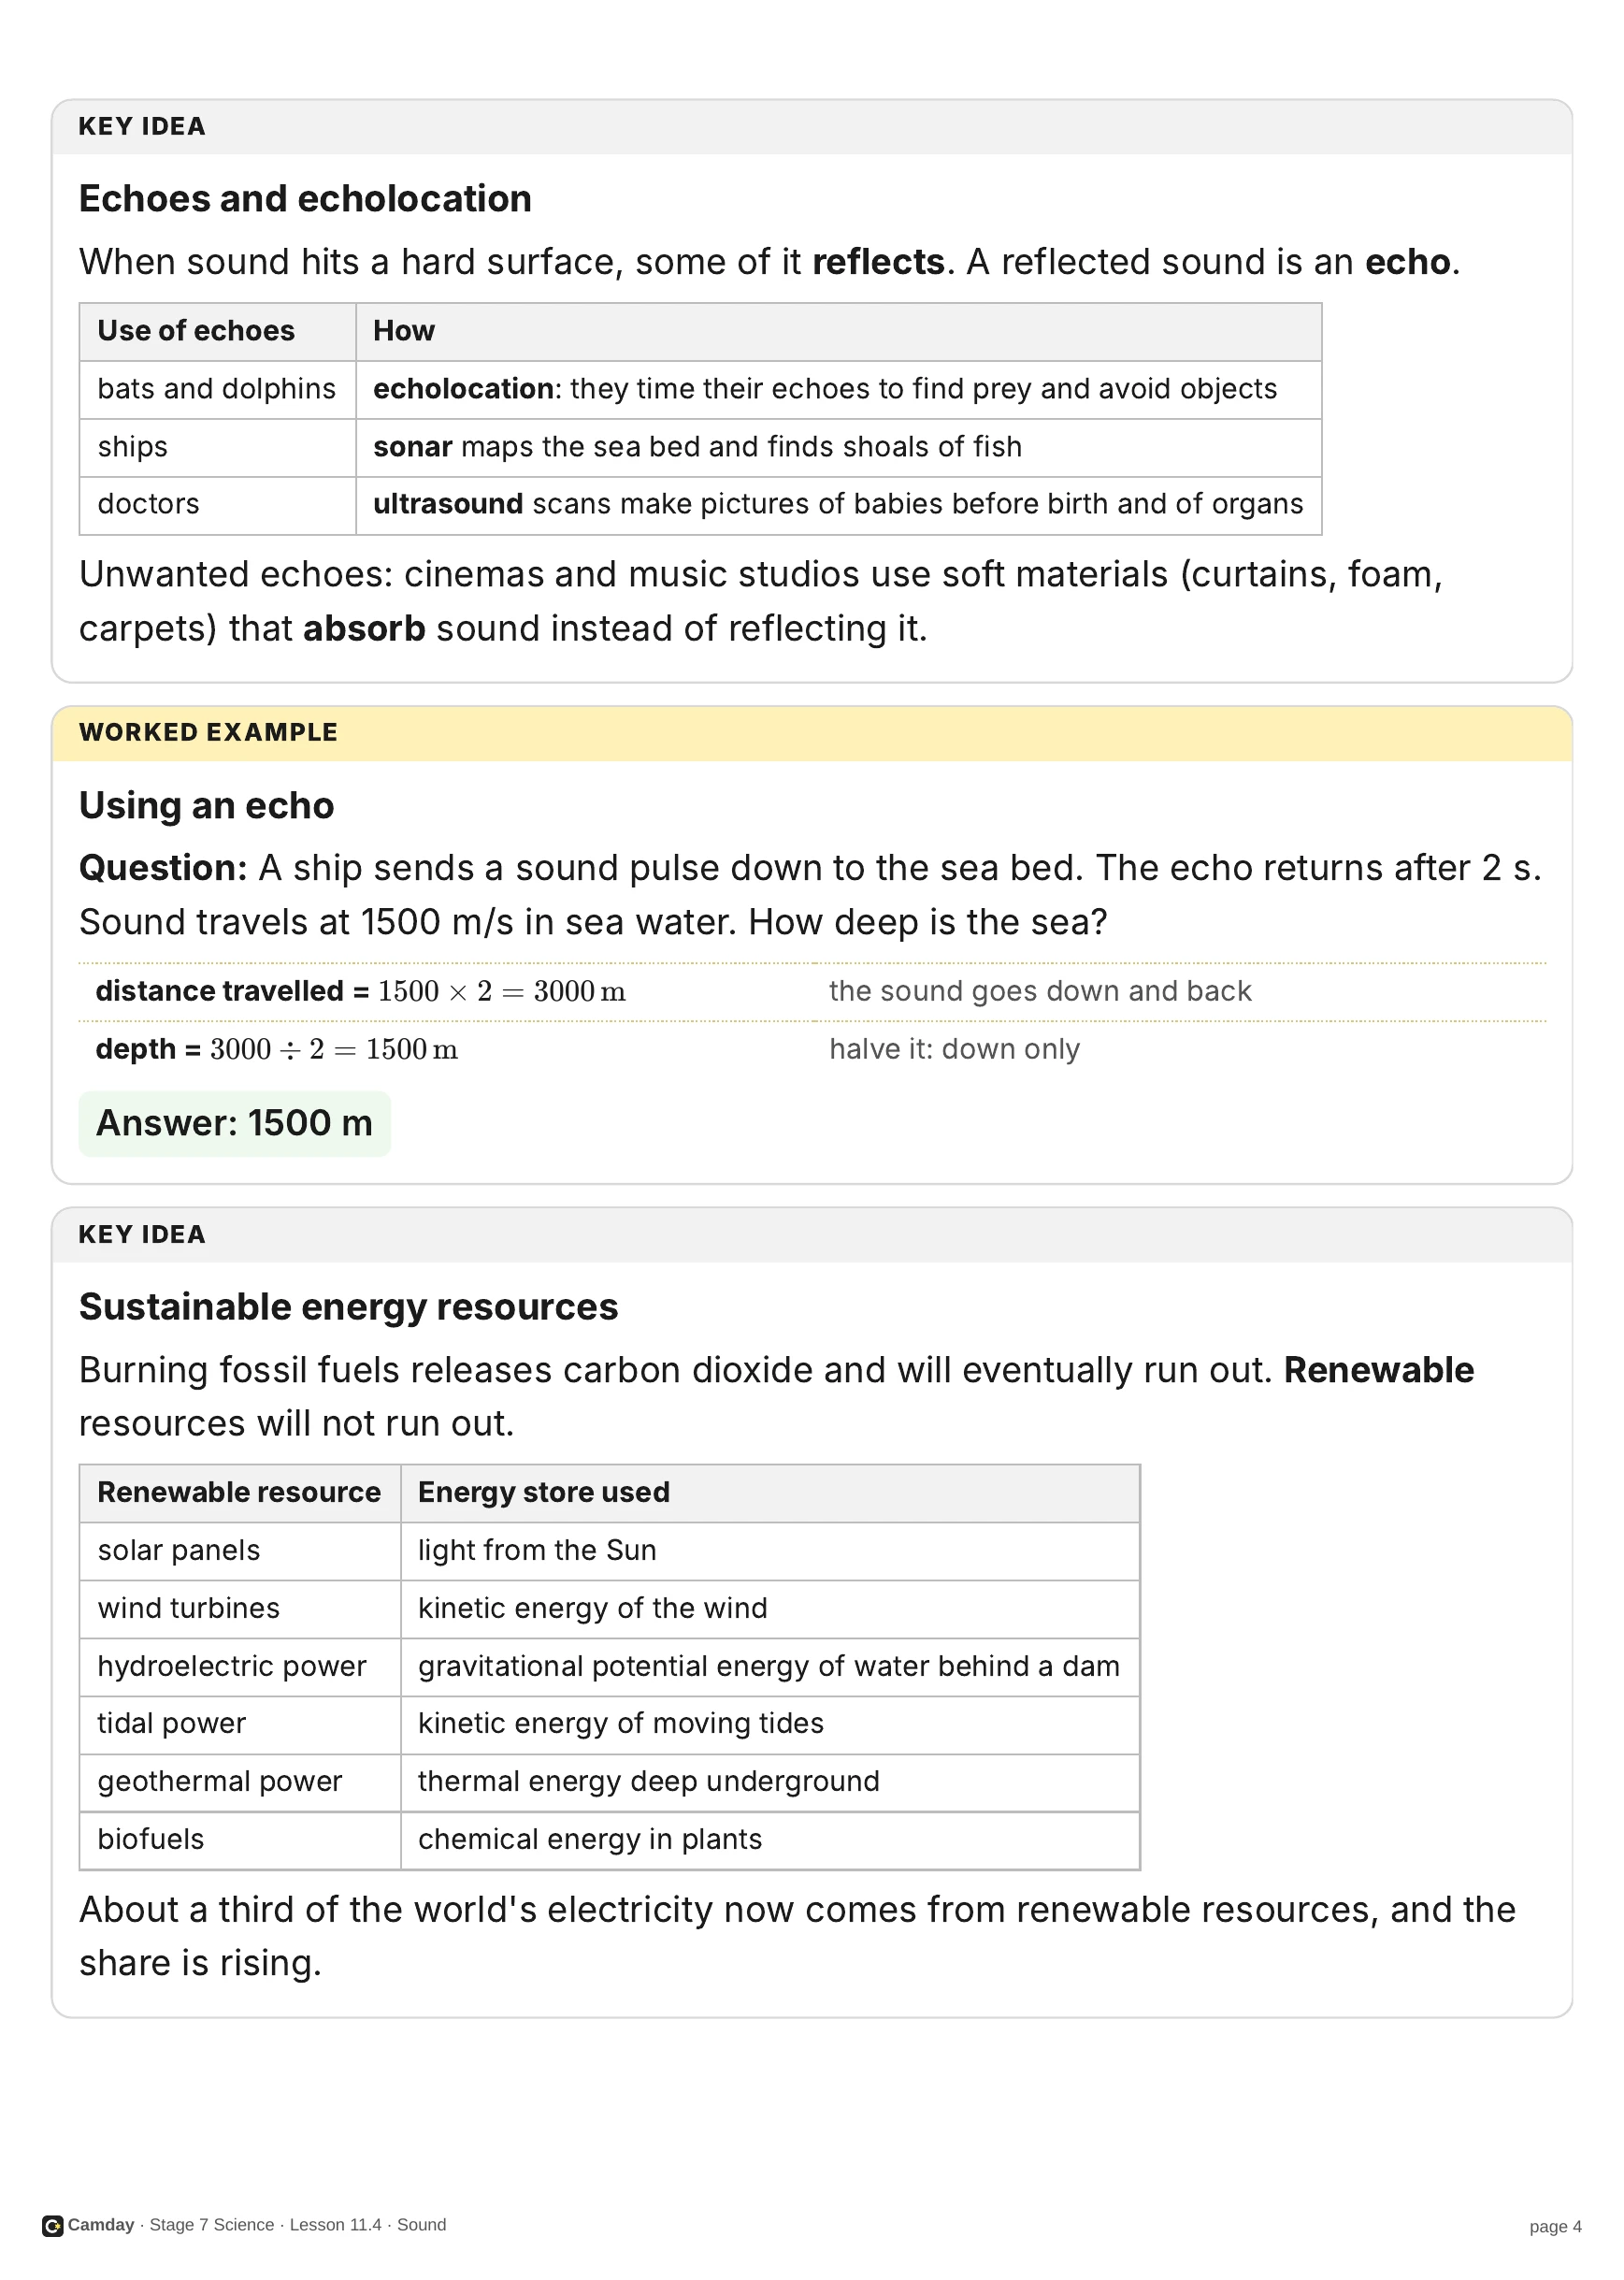 KEY IDEA
Echoes and echolocation
When sound hits a hard surface, some of it reflects. A reflected sound is an echo.
Use of echoes How
bats and dolphins echolocation: they time their echoes to find prey and avoid objects
ships sonar maps the sea bed and finds shoals of fish
doctors ultrasound scans make pictures of babies before birth and of organs
Unwanted echoes: cinemas and music studios use soft materials (curtains, foam,
carpets) that absorb sound instead of reflecting it.
WORKED EXAMPLE
Using an echo
Question: A ship sends a sound pulse down to the sea bed. The echo returns after 2 s.
Sound travels at 1500 m/s in sea water. How deep is the sea?
distance travelled = 1500 × 2 = 3000 m the sound goes down and back
depth = 3000 ÷ 2 = 1500 m halve it: down only
Answer: 1500 m
KEY IDEA
Sustainable energy resources
Burning fossil fuels releases carbon dioxide and will eventually run out. Renewable
resources will not run out.
Renewable resource Energy store used
solar panels light from the Sun
wind turbines kinetic energy of the wind
hydroelectric power gravitational potential energy of water behind a dam
tidal power kinetic energy of moving tides
geothermal power thermal energy deep underground
biofuels chemical energy in plants
About a third of the world's electricity now comes from renewable resources, and the
share is rising.
Camday · Stage 7 Science · Lesson 11.4 · Sound page 4